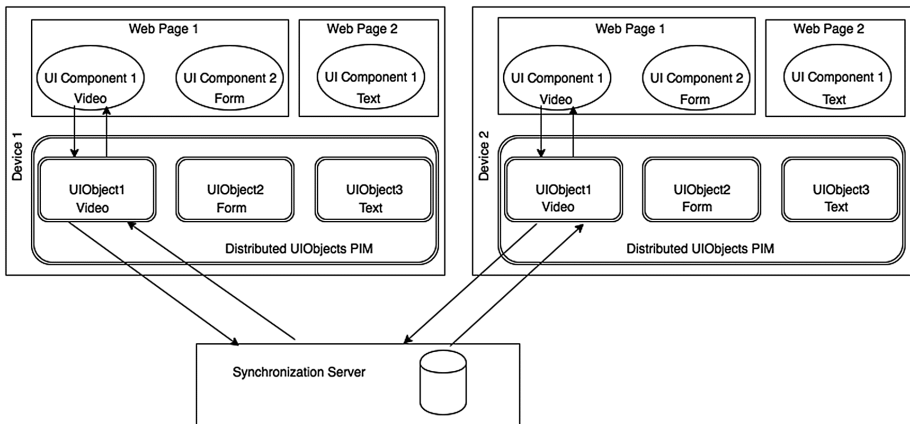 Device 1
Web Page 1
UI Component 1
Video
UI Component 2
Form
Web Page 2
UI Component 1
Text
UIObject1
Video
UIObject2
Form
UIObject3
Text
Distributed UIObjects PIM
Device 2
Web Page 1
UI Component 1
Video
UI Component 2
Form
Web Page 2
UI Component 1
Text
UIObject1
Video
UIObject2
Form
UIObject3
Text
Distributed UIObjects PIM
Synchronization Server